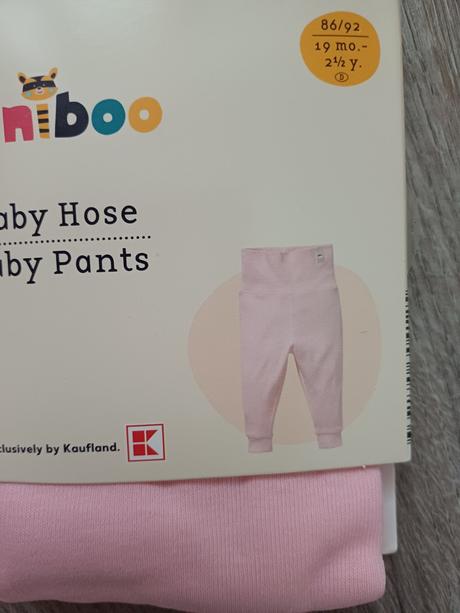 86/92
19 mo.-
2½ y.
D
niboo
aby Hose
aby Pants
clusively by Kaufland.
K